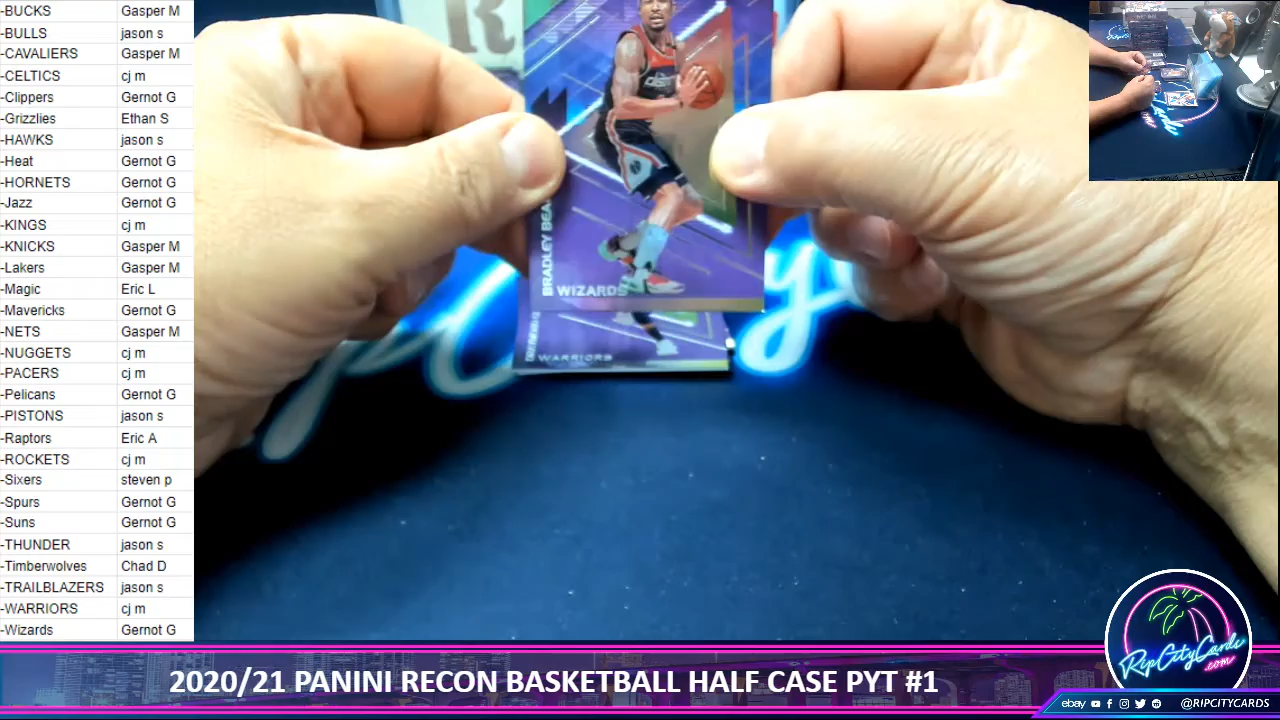 -BUCKS Gasper M
-BULLS jason s
-CAVALIERS Gasper M
-CELTICS cj m
-Clippers Gernot G
-Grizzlies Ethan S
-HAWKS jason s
-Heat Gernot G
-HORNETS Gernot G
-Jazz Gernot G
-KINGS cj m
-KNICKS Gasper M
-Lakers Gasper M
-Magic Eric L
-Mavericks Gernot G
-NETS Gasper M
-NUGGETS cj m
-PACERS cj m
-Pelicans Gernot G
-PISTONS jason s
-Raptors Eric A
-ROCKETS cj m
-Sixers steven p
-Spurs Gernot G
-Suns Gernot G
-THUNDER jason s
-Timberwolves Chad D
-TRAILBLAZERS jason s
-WARRIORS cj m
-Wizards Gernot G
BRADLEY BEA
WIZARDS
WARRIORS
RipCityCards
.com
2020/21 PANINI RECON BASKETBALL HALF CASE PYT #1
ebay @RIPCITYCARDS